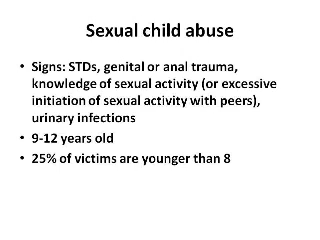 Sexual child abuse
• Signs: STDs, genital or anal trauma,
knowledge of sexual activity (or excessive
initiation of sexual activity with peers),
urinary infections
• 9-12 years old
• 25% of victims are younger than 8